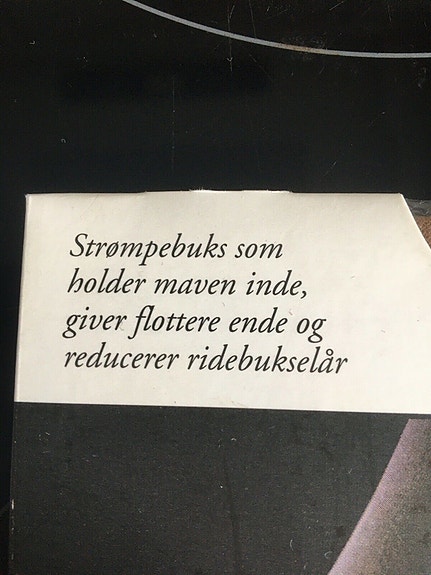 Strømpebuks som
holder maven inde,
giver flottere ende og
reducerer ridebukselår